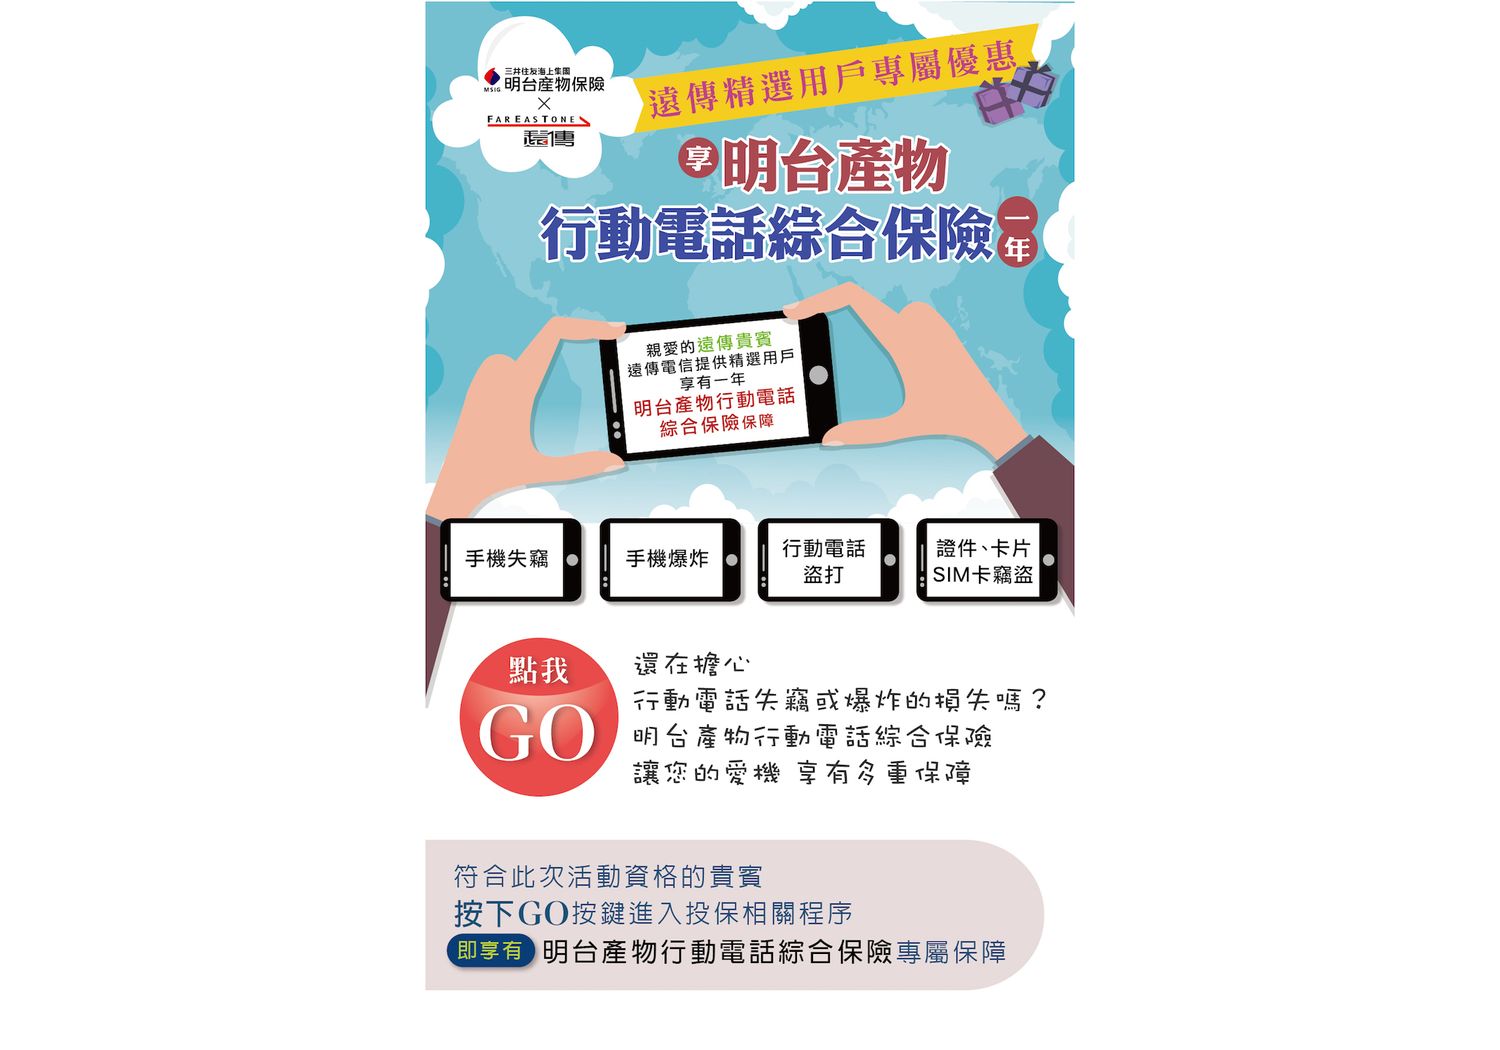 三井住友海上集團
MSIG 明台產物保險
×
FAREASTONE
遠傳
遠傳精選用戶專屬優惠
享明台產物
行動電話綜合保險一年
親愛的遠傳貴賓
遠傳電信提供精選用戶
享有一年
明台產物行動電話
綜合保險保障
手機失竊
手機爆炸
行動電話
盜打
證件、卡片
SIM卡竊盜
點我
GO
還在擔心
行動電話失竊或爆炸的損失嗎？
明台產物行動電話綜合保險
讓您的愛機 享有多重保障
符合此次活動資格的貴賓
按下GO按鍵進入投保相關程序
即享有 明台產物行動電話綜合保險專屬保障